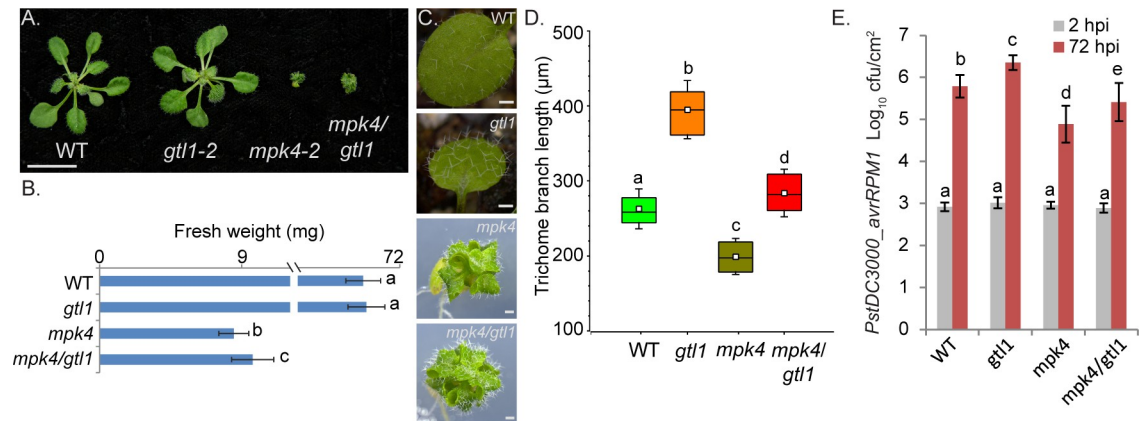 A.
WT
gtl1-2
mpk4-2
mpk4/
gtl1
B.
Fresh weight (mg)
0
9
72
WT
a
gtl1
a
mpk4
b
mpk4/gtl1
c
C.
WT
gtl1
mpk4
mpk4/gtl1
D.
Trichome branch length (µm)
500
400
300
200
100
a
b
c
d
WT
gtl1
mpk4
mpk4/
gtl1
E.
2 hpi
72 hpi
PstDC3000_avrRPM1 Log10 cfu/cm2
7
6
5
4
3
2
1
0
a
b
a
c
a
d
a
e
WT
gtl1
mpk4
mpk4/gtl1